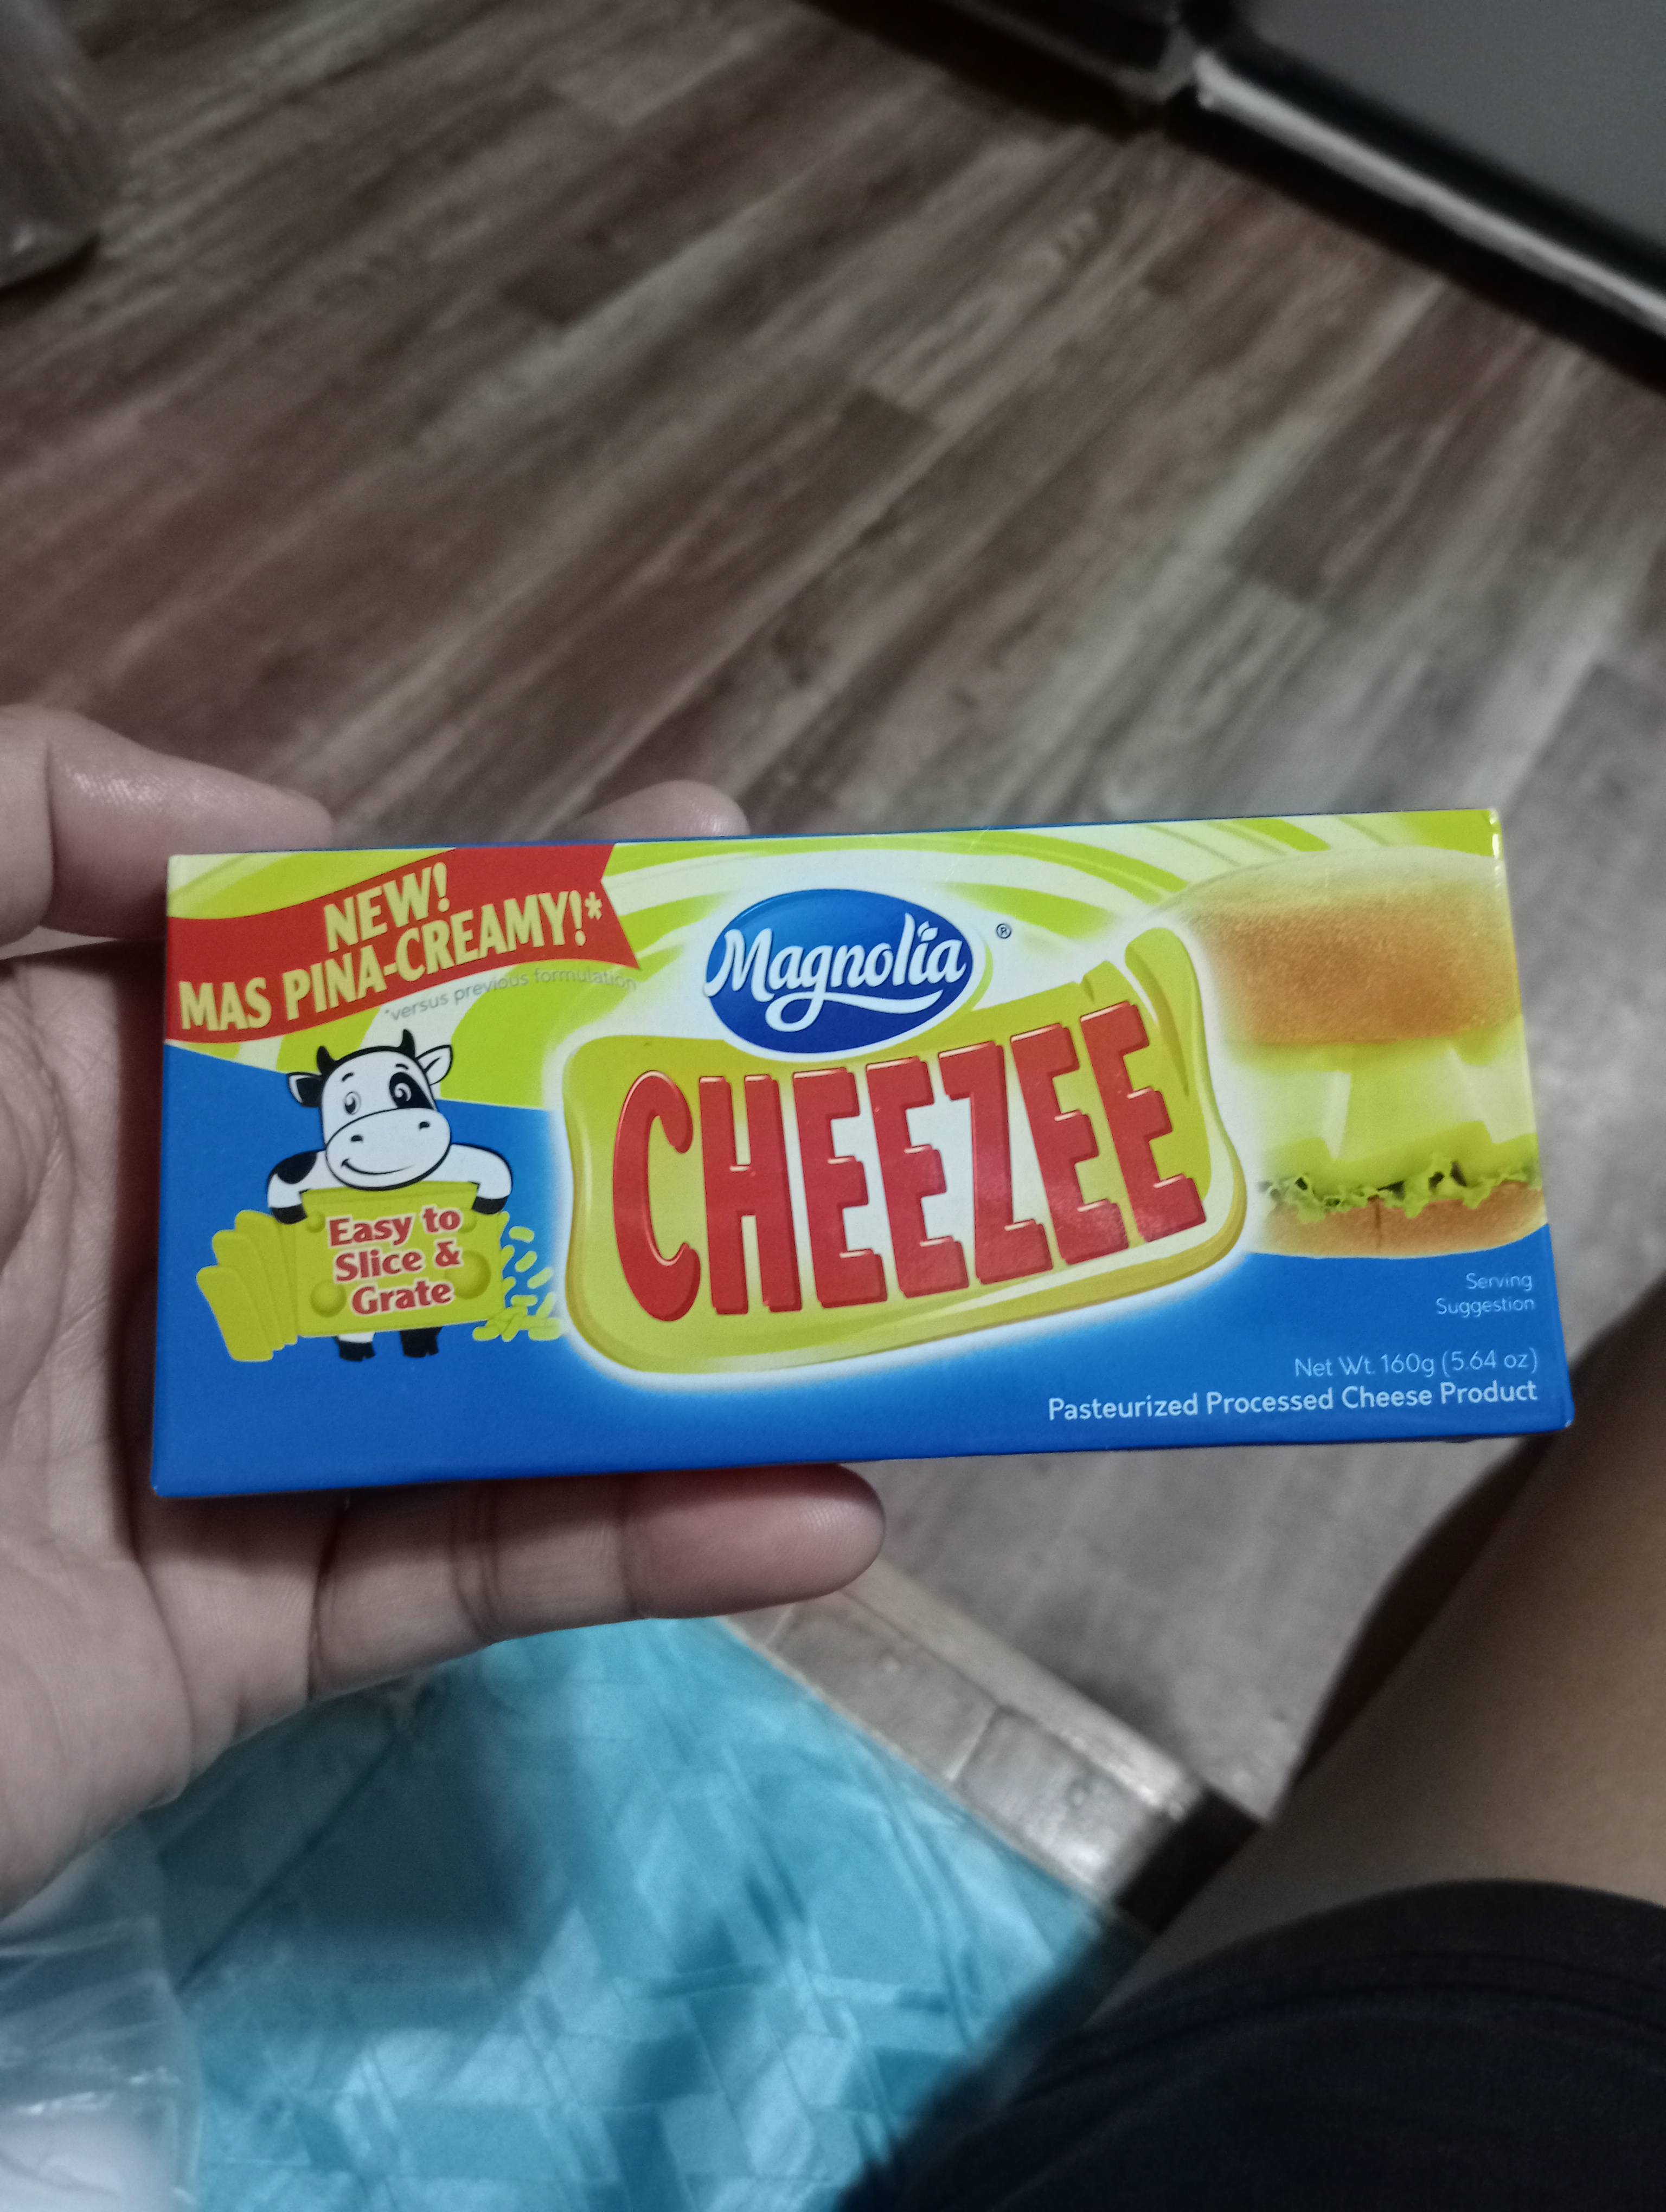 NEW!
MAS PINA-CREAMY!*
*versus previous formulation
Magnolia ®
CHEEZEE
Easy to
Slice &
Grate
Serving
Suggestion
Net Wt. 160g (5.64 oz)
Pasteurized Processed Cheese Product